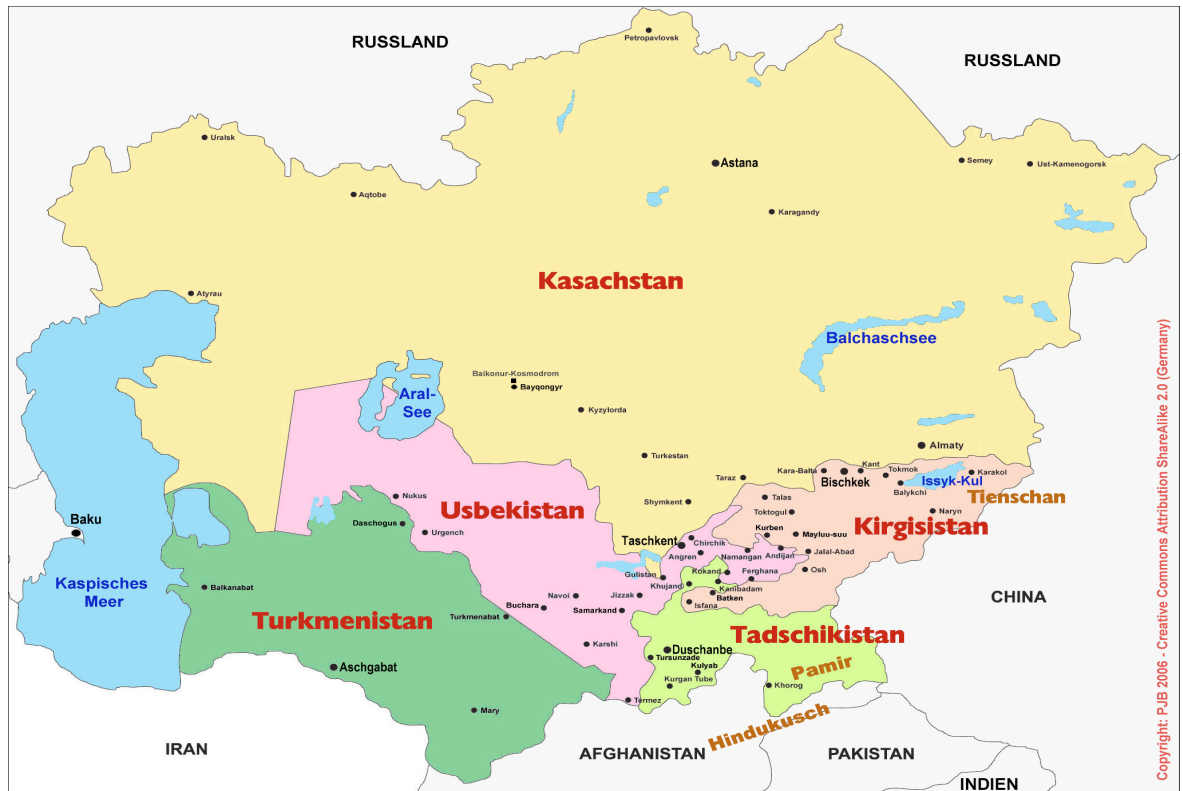 RUSSLAND
RUSSLAND
Petropavlovsk
Uralsk
Astana
Semey
Ust-Kamenogorsk
Aqtobe
Karagandy
Kasachstan
Atyrau
Balchaschsee
Baikonur-Kosmodrom
Bayqongyr
Aral-
See
Kyzylorda
Almaty
Turkestan
Taraz
Kara-Balta
Kant
Bischkek
Tokmok
Karakol
Issyk-Kul
Balykchi
Tienschan
Nukus
Shymkent
Talas
Toktogul
Naryn
Usbekistan
Kirgisistan
Daschogus
Urgench
Baku
Kurben
Mayluu-suu
Taschkent
Chirchik
Angren
Namangan
Andijan
Jalal-Abad
Kaspisches
Meer
Balkanabat
Gulistan
Kokand
Ferghana
Osh
Khujand
Kanibadam
Batken
Isfana
Navoi
Jizzak
Buchara
Samarkand
CHINA
Turkmenistan
Turkmenabat
Tadschikistan
Karshi
Duschanbe
Tursunzade
Kulyab
Pamir
Aschgabat
Kurgan Tube
Khorog
Termez
Mary
Hindukusch
IRAN
AFGHANISTAN
PAKISTAN
INDIEN
Copyright: PJB 2006 - Creative Commons Attribution ShareAlike 2.0 (Germany)